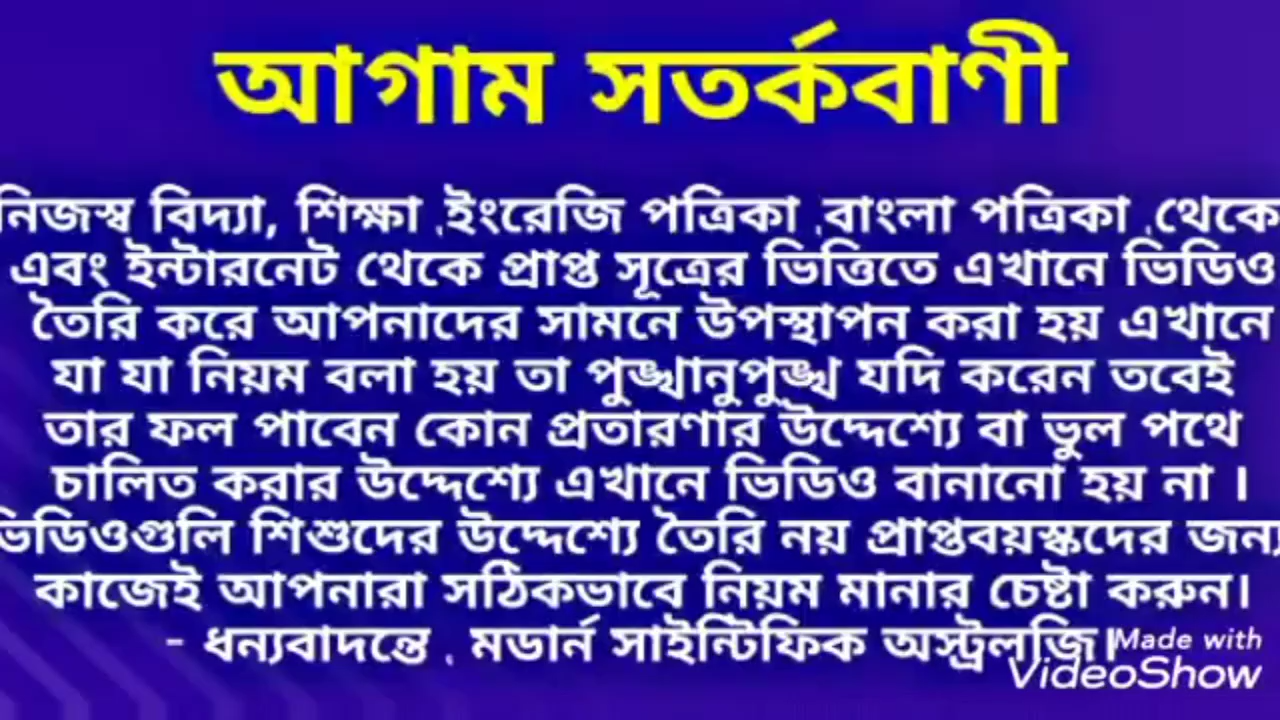 আগাম সতর্কবাণী
নিজস্ব বিদ্যা, শিক্ষা ,ইংরেজি পত্রিকা ,বাংলা পত্রিকা ,থেকে
এবং ইন্টারনেট থেকে প্রাপ্ত সূত্রের ভিত্তিতে এখানে ভিডিও
তৈরি করে আপনাদের সামনে উপস্থাপন করা হয় এখানে
যা যা নিয়ম বলা হয় তা পুঙ্খানুপুঙ্খ যদি করেন তবেই
তার ফল পাবেন কোন প্রতারণার উদ্দেশ্যে বা ভুল পথে
চালিত করার উদ্দেশ্যে এখানে ভিডিও বানানো হয় না ।
ভিডিওগুলি শিশুদের উদ্দেশ্যে তৈরি নয় প্রাপ্তবয়স্কদের জন্য
কাজেই আপনারা সঠিকভাবে নিয়ম মানার চেষ্টা করুন।
- ধন্যবাদন্তে , মডার্ন সাইন্টিফিক অস্ট্রলজি।
Made with
VideoShow